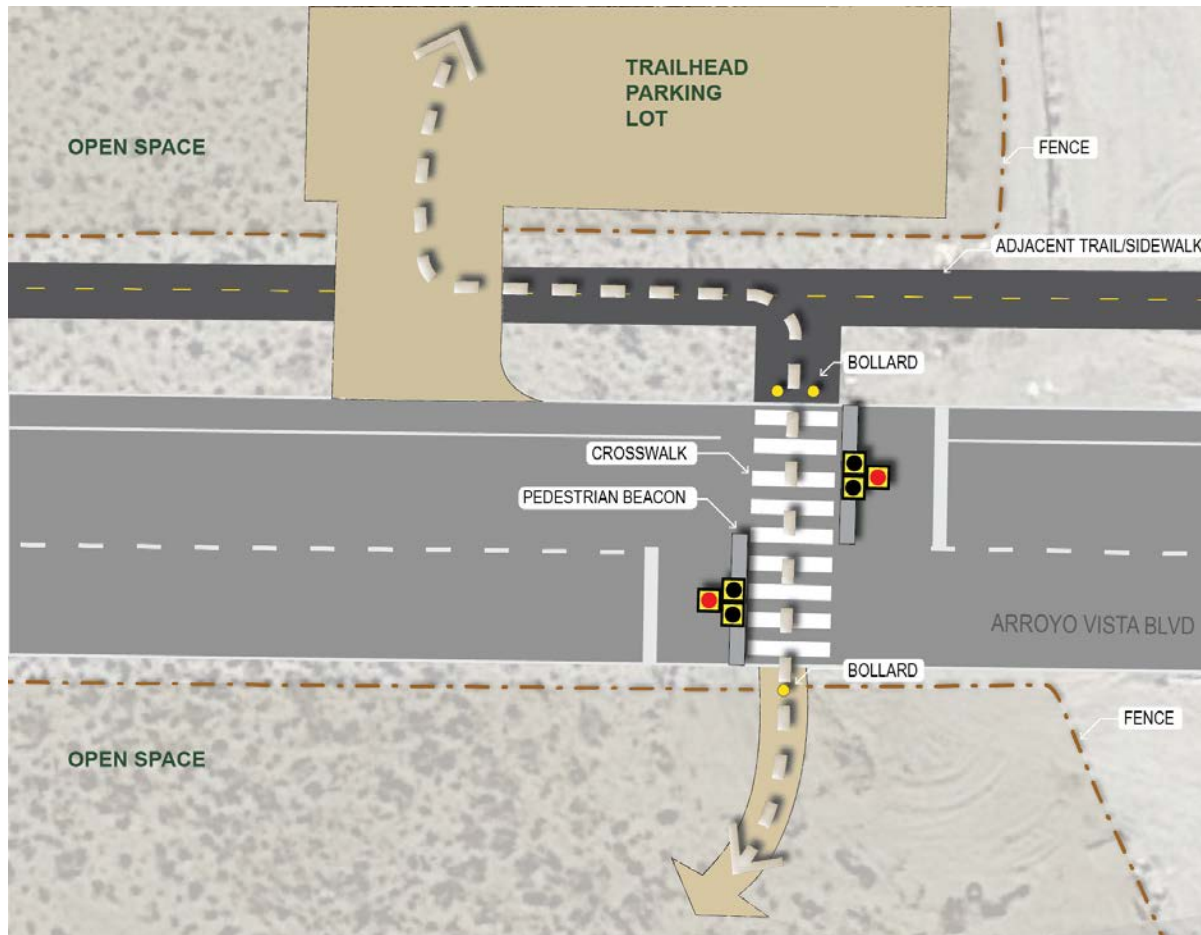 TRAILHEAD
PARKING
LOT
OPEN SPACE
FENCE
ADJACENT TRAIL/SIDEWALK
BOLLARD
CROSSWALK
PEDESTRIAN BEACON
ARROYO VISTA BLVD
BOLLARD
FENCE
OPEN SPACE